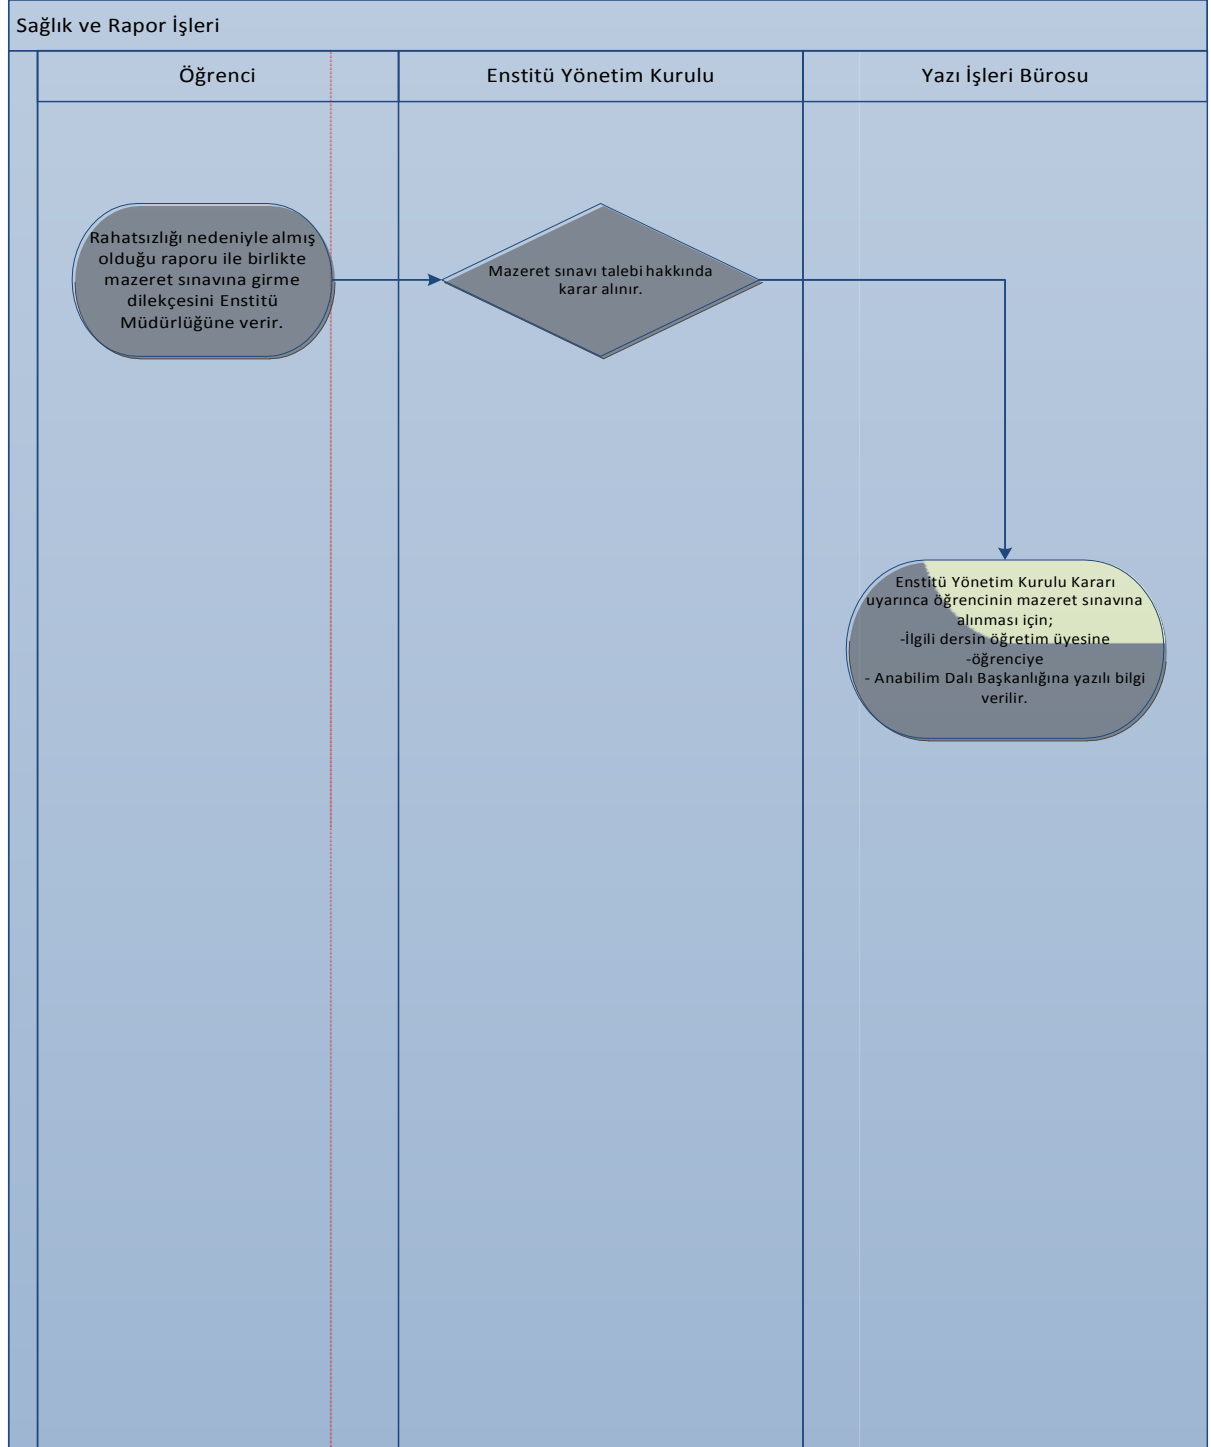 Sağlık ve Rapor İşleri
Öğrenci
Enstitü Yönetim Kurulu
Yazı İşleri Bürosu
Rahatsızlığı nedeniyle almış
olduğu raporu ile birlikte
mazeret sınavına girme
dilekçesini Enstitü
Müdürlüğüne verir.
Mazeret sınavı talebi hakkında
karar alınır.
Enstitü Yönetim Kurulu Kararı
uyarınca öğrencinin mazeret sınavına
alınması için;
-İlgili dersin öğretim üyesine
-öğrenciye
- Anabilim Dalı Başkanlığına yazılı bilgi
verilir.